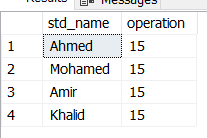 Results Messages
std_name operation
1 Ahmed 15
2 Mohamed 15
3 Amir 15
4 Khalid 15